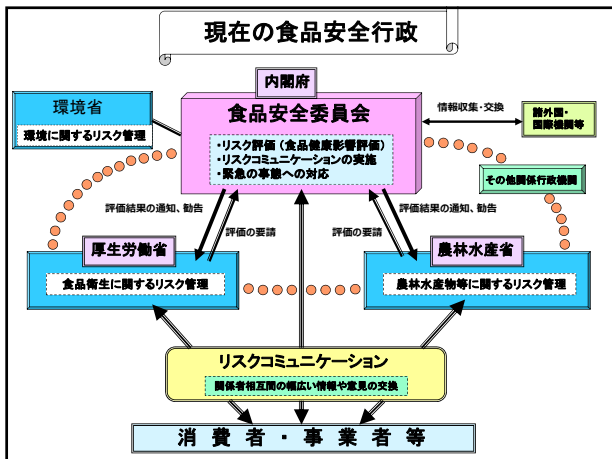 現在の食品安全行政
内閣府
食品安全委員会
・リスク評価(食品健康影響評価)
・リスクコミュニケーションの実施
・緊急の事態への対応
環境省
環境に関するリスク管理
情報収集・交換
諸外国・
国際機関等
その他関係行政機関
評価結果の通知、勧告
評価の要請
評価の要請
評価結果の通知、勧告
厚生労働省
食品衛生に関するリスク管理
農林水産省
農林水産物等に関するリスク管理
リスクコミュニケーション
関係者相互間の幅広い情報や意見の交換
消費者・事業者等